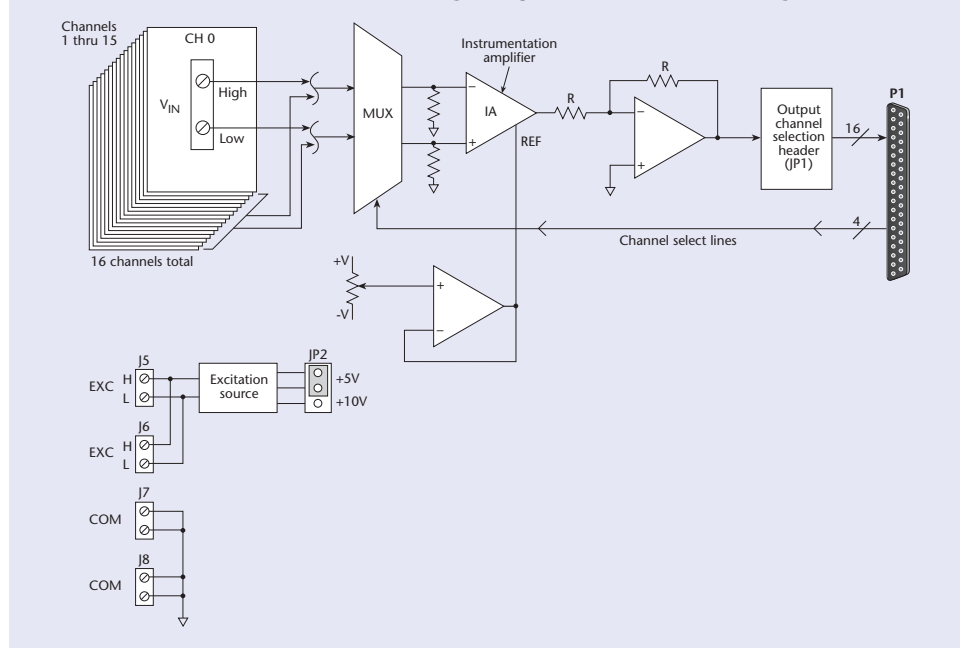 Channels
1 thru 15
CH 0
VIN
High
Low
16 channels total
MUX
Instrumentation
amplifier
−
IA
+
REF
R
R
−
+
Output
channel
selection
header
(JP1)
16
P1
4
Channel select lines
+V
-V
+
−
J5
EXC
H
L
Excitation
source
JP2
+5V
+10V
J6
EXC
H
L
J7
COM
J8
COM